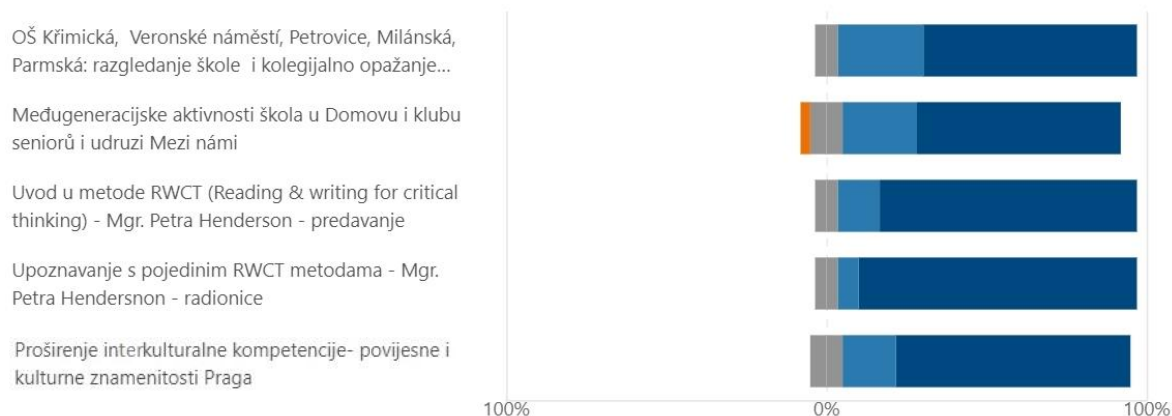 OŠ Křimická, Veronské náměstí, Petrovice, Milánská,
Parmská: razgledanje škole i kolegijalno opažanje...
Međugeneracijske aktivnosti škola u Domovu i klubu
seniorů i udruzi Mezi námi
Uvod u metode RWCT (Reading & writing for critical
thinking) - Mgr. Petra Henderson - predavanje
Upoznavanje s pojedinim RWCT metodama - Mgr.
Petra Hendersnon - radionice
Proširenje interkulturalne kompetencije- povijesne i
kulturne znamenitosti Praga
100% 0% 100%